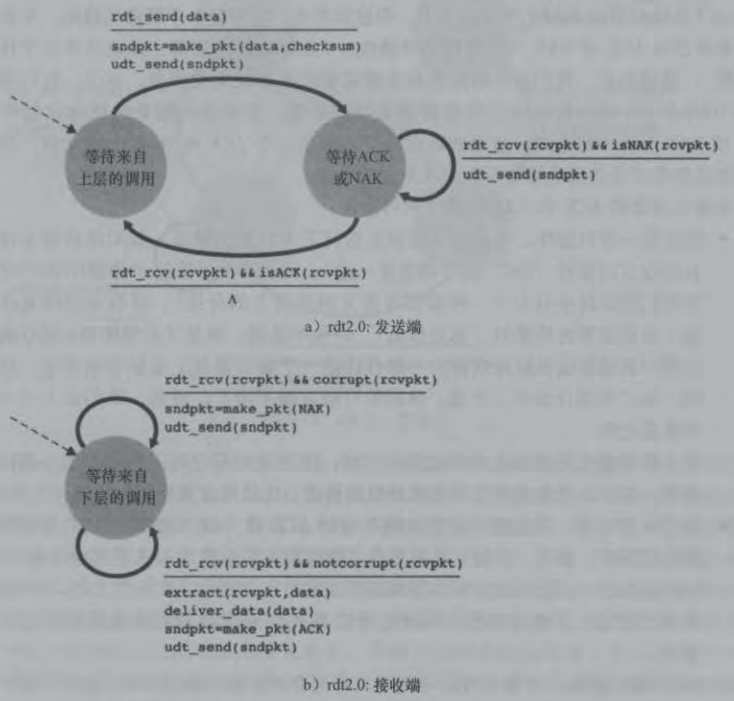 rdt_send(data)
sndpkt=make_pkt(data,checksum)
udt_send(sndpkt)
等待来自
上层的调用
等待ACK
或NAK
rdt_rcv(rcvpkt)&&isNAK(rcvpkt)
udt_send(sndpkt)
rdt_rcv(rcvpkt)&&isACK(rcvpkt)
Λ
a）rdt2.0: 发送端
rdt_rcv(rcvpkt)&&corrupt(rcvpkt)
sndpkt=make_pkt(NAK)
udt_send(sndpkt)
等待来自
下层的调用
rdt_rcv(rcvpkt)&&notcorrupt(rcvpkt)
extract(rcvpkt,data)
deliver_data(data)
sndpkt=make_pkt(ACK)
udt_send(sndpkt)
b）rdt2.0: 接收端